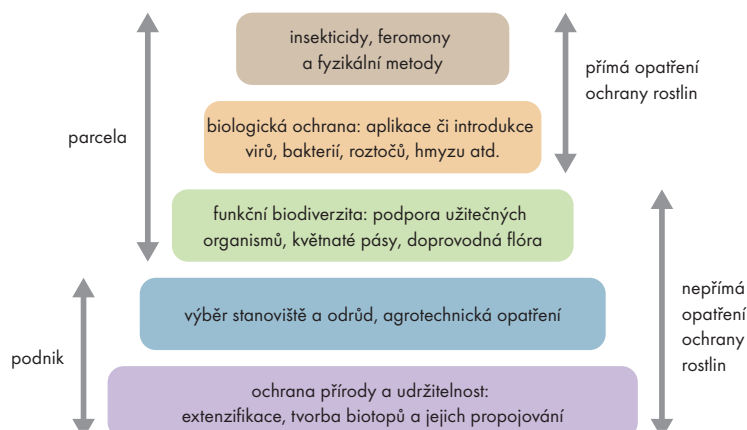 insekticidy, feromony
a fyzikální metody
přímá opatření
ochrany rostlin
parcela
biologická ochrana: aplikace či introdukce
virů, bakterií, roztočů, hmyzu atd.
funkční biodiverzita: podpora užitečných
organismů, květnaté pásy, doprovodná flóra
výběr stanoviště a odrůd, agrotechnická opatření
nepřímá
opatření
ochrany
rostlin
podnik
ochrana přírody a udržitelnost:
extenzifikace, tvorba biotopů a jejich propojování